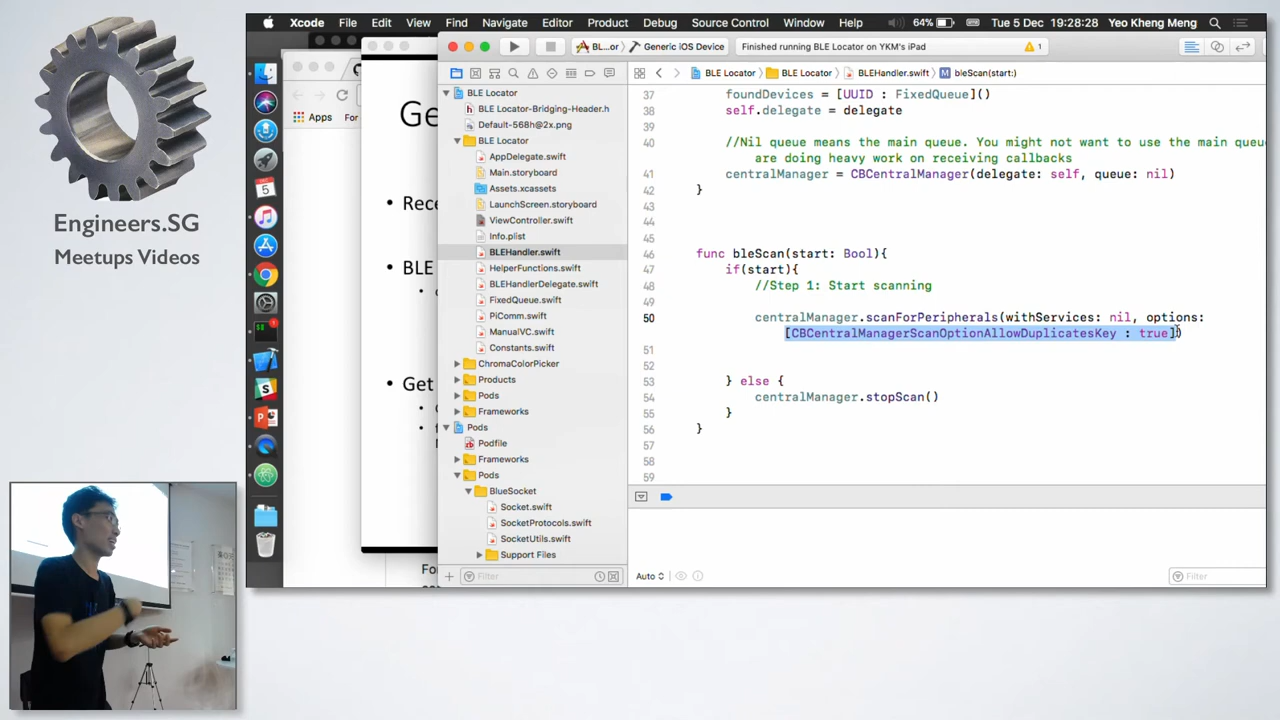 Engineers.SG
Meetups Videos
Xcode File Edit View Find Navigate Editor Product Debug Source Control Window Help 64% Tue 5 Dec 19:28:28 Yeo Kheng Meng
BL...or Generic iOS Device Finished running BLE Locator on YKM's iPad 1
BLE Locator BLE Locator BLEHandler.swift M bleScan(start:)
Apps For
Ge
• Rece
• BLE
• Get
For
BLE Locator
BLE Locator-Bridging-Header.h
Default-568h@2x.png
BLE Locator
AppDelegate.swift
Main.storyboard
Assets.xcassets
LaunchScreen.storyboard
ViewController.swift
Info.plist
BLEHandler.swift
HelperFunctions.swift
BLEHandlerDelegate.swift
FixedQueue.swift
PiComm.swift
ManualVC.swift
Constants.swift
ChromaColorPicker
Products
Pods
Frameworks
Pods
Podfile
Frameworks
Pods
BlueSocket
Socket.swift
SocketProtocols.swift
SocketUtils.swift
Support Files
Filter
37 foundDevices = [UUID : FixedQueue]()
38 self.delegate = delegate
39
40 //Nil queue means the main queue. You might not want to use the main queue
are doing heavy work on receiving callbacks
41 centralManager = CBCentralManager(delegate: self, queue: nil)
42 }
43
44
45
46 func bleScan(start: Bool){
47 if(start){
48 //Step 1: Start scanning
49
50 centralManager.scanForPeripherals(withServices: nil, options:
[CBCentralManagerScanOptionAllowDuplicatesKey : true])
51
52
53 } else {
54 centralManager.stopScan()
55 }
56 }
57
58
59
Auto
Filter